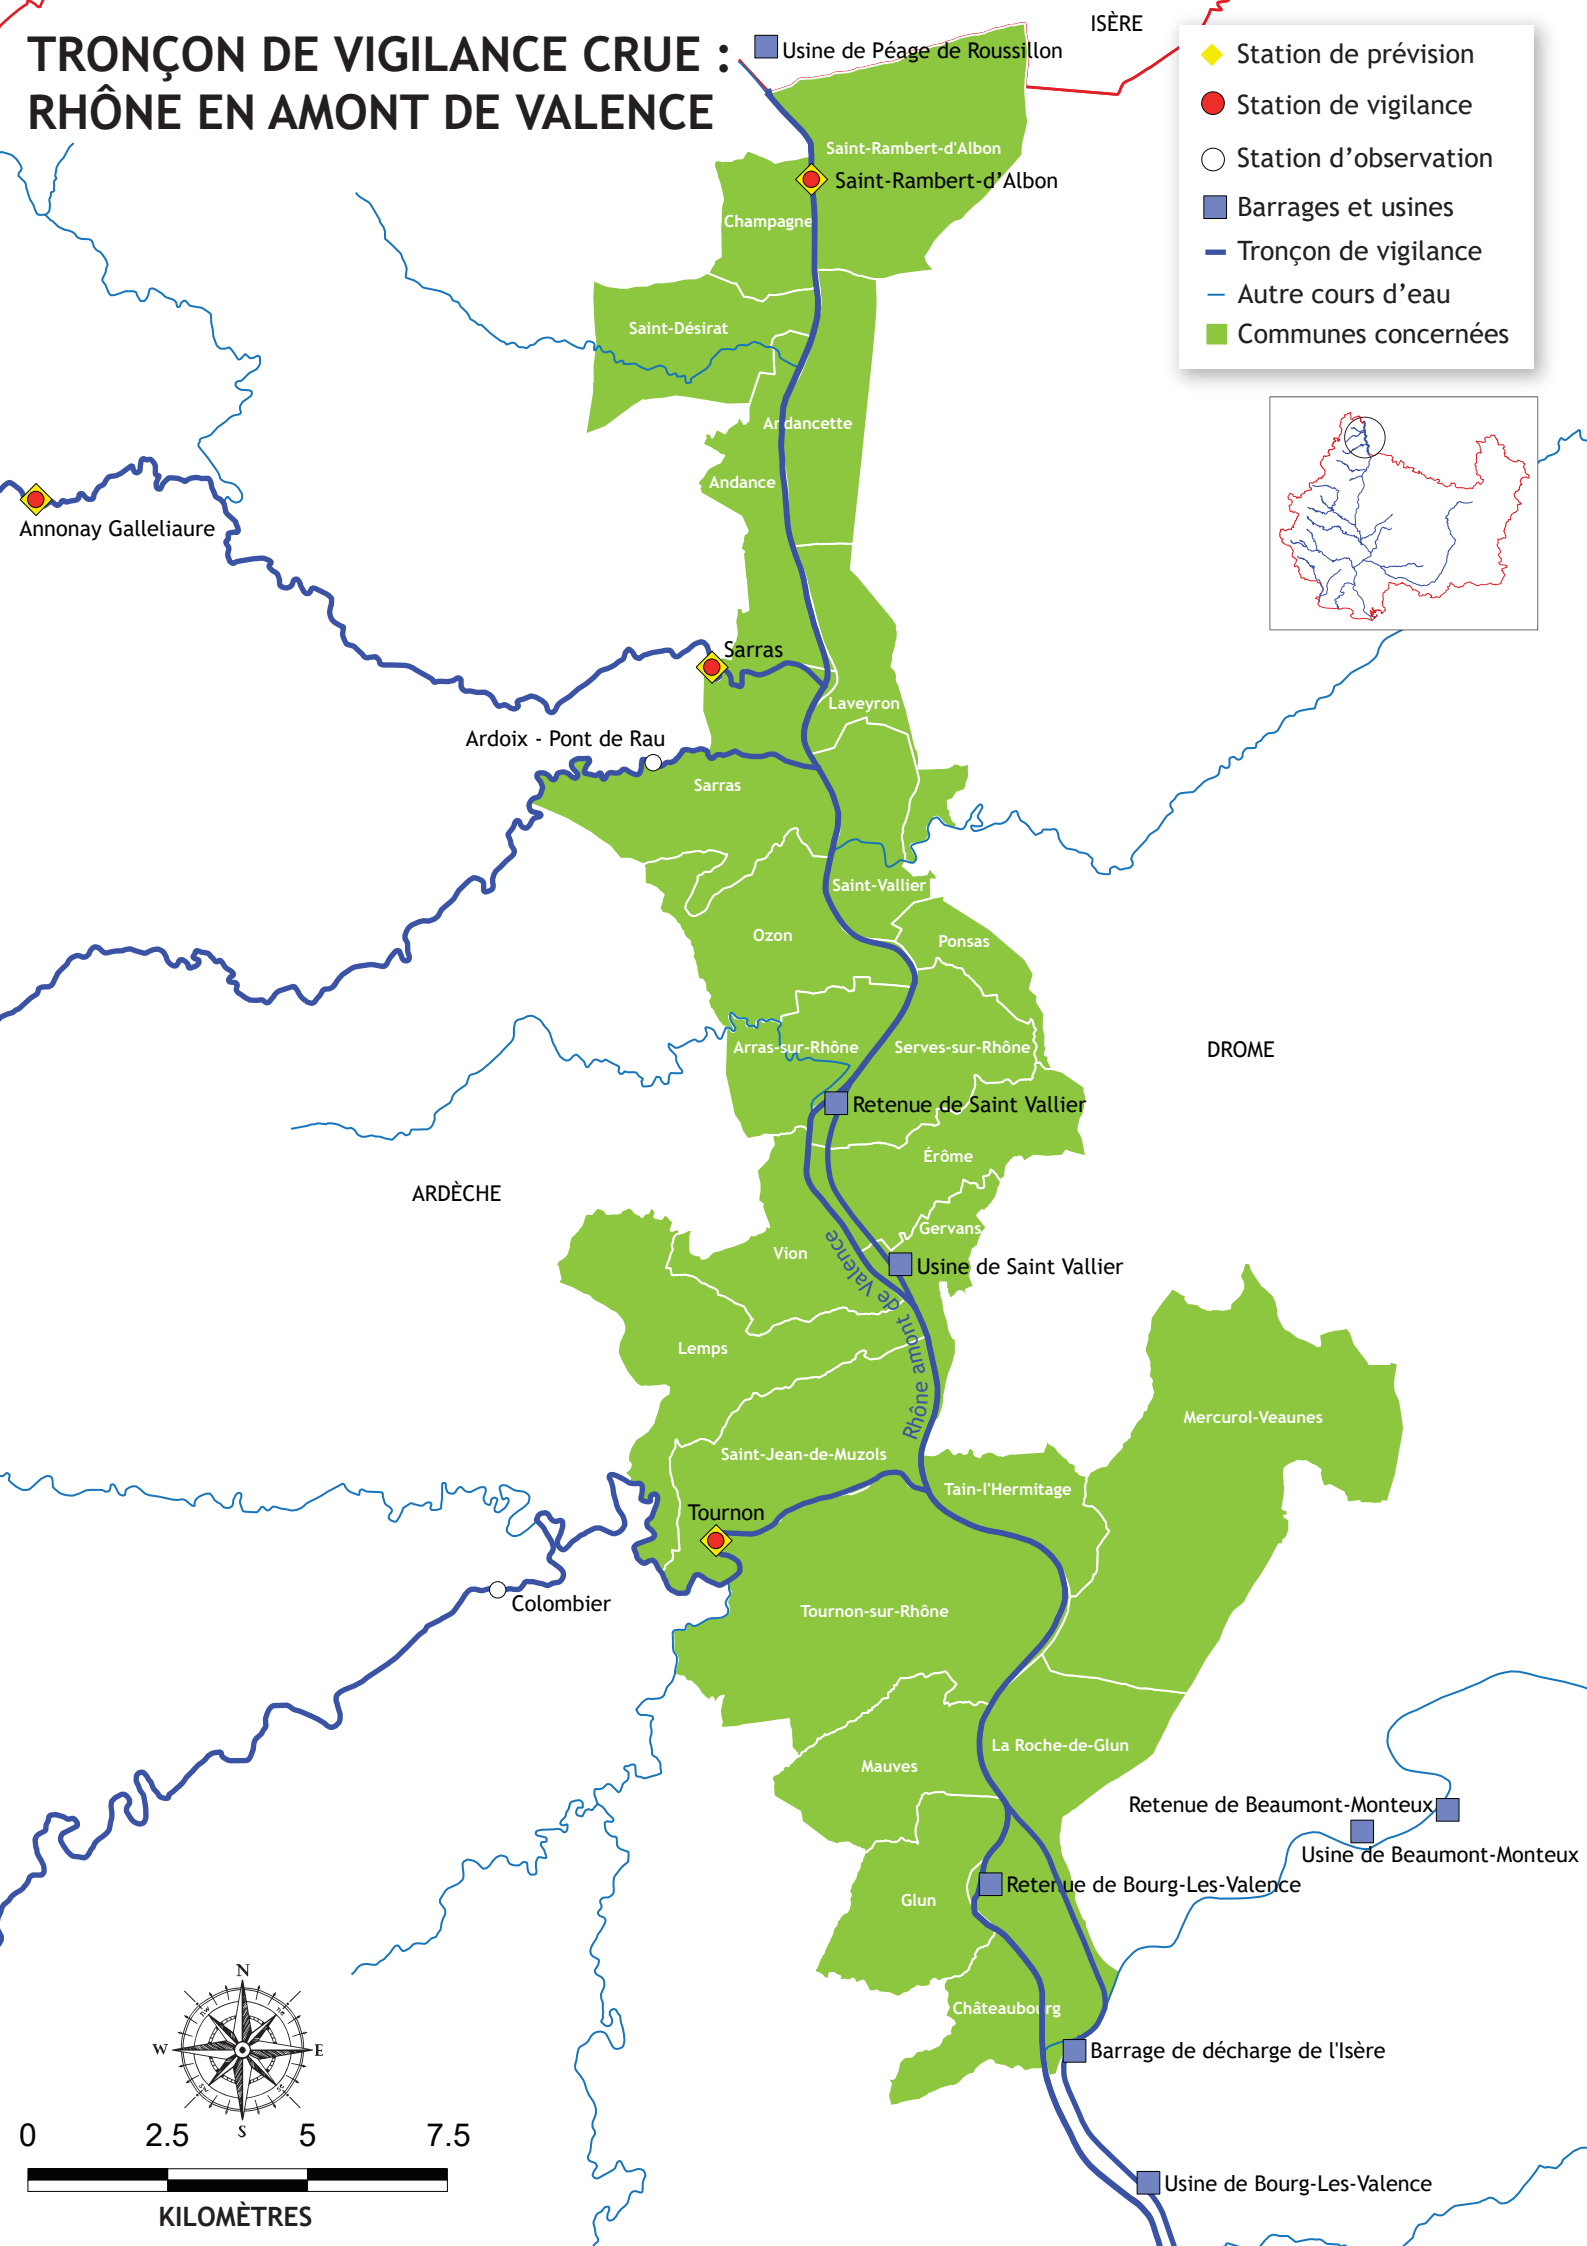 TRONÇON DE VIGILANCE CRUE :
RHÔNE EN AMONT DE VALENCE
Usine de Péage de Roussillon
ISÈRE
Station de prévision
Station de vigilance
Station d’observation
Barrages et usines
Tronçon de vigilance
Autre cours d’eau
Communes concernées
Saint-Rambert-d'Albon
Saint-Rambert-d’Albon
Champagne
Saint-Désirat
Andancette
Andance
Annonay Galleliaure
Sarras
Laveyron
Ardoix - Pont de Rau
Sarras
Saint-Vallier
Ozon
Ponsas
Arras-sur-Rhône
Serves-sur-Rhône
DROME
Retenue de Saint Vallier
Érôme
ARDÈCHE
Gervans
Vion
Usine de Saint Vallier
Rhône amont de Valence
Lemps
Mercurol-Veaunes
Saint-Jean-de-Muzols
Tain-l'Hermitage
Tournon
Colombier
Tournon-sur-Rhône
La Roche-de-Glun
Mauves
Retenue de Beaumont-Monteux
Usine de Beaumont-Monteux
Retenue de Bourg-Les-Valence
Glun
Châteaubourg
Barrage de décharge de l'Isère
Usine de Bourg-Les-Valence
N
W
E
S
0 2.5 5 7.5
KILOMÈTRES